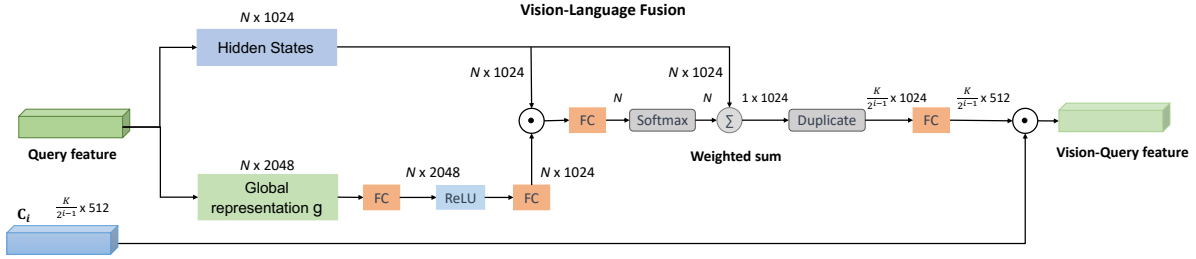 Vision-Language Fusion
N x 1024
Hidden States
N x 1024
N x 1024
Query feature
FC
N
Softmax
N
Σ
1 x 1024
Duplicate
K/2^{i-1} x 1024
FC
K/2^{i-1} x 512
Weighted sum
Vision-Query feature
N x 2048
Global
representation g
FC
N x 2048
ReLU
FC
N x 1024
C_i
K/2^{i-1} x 512